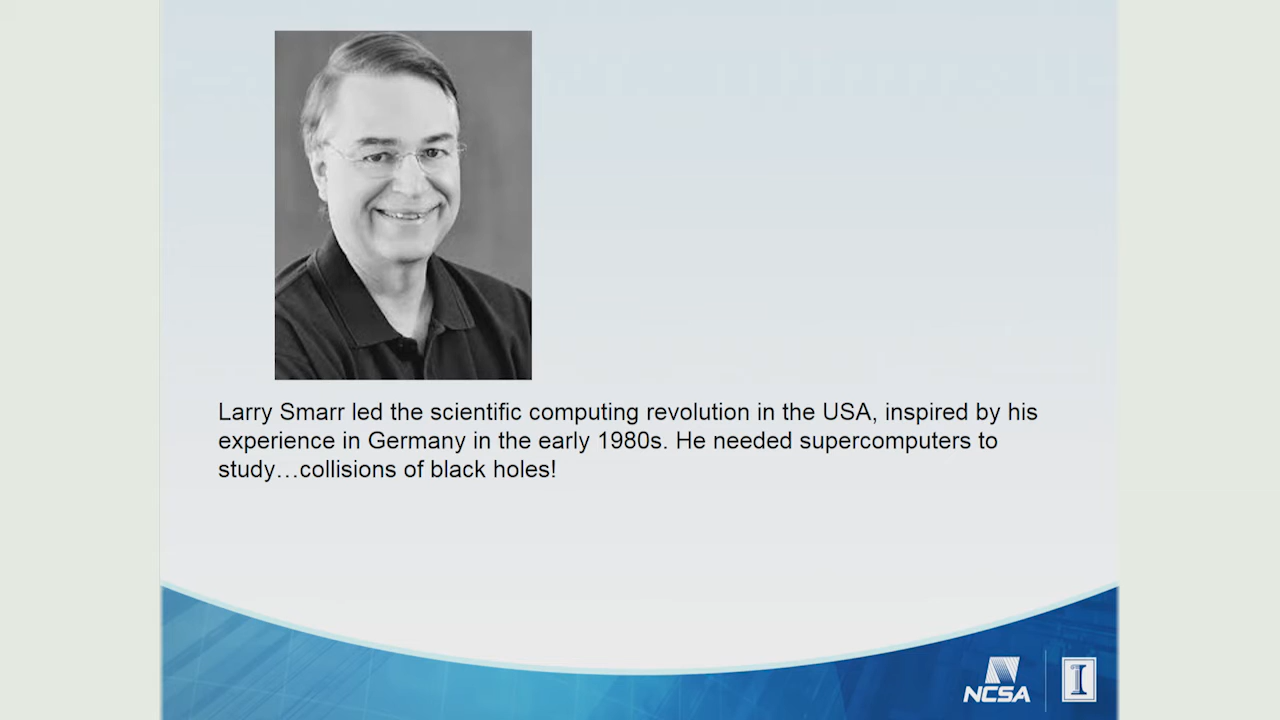 Larry Smarr led the scientific computing revolution in the USA, inspired by his
experience in Germany in the early 1980s. He needed supercomputers to
study…collisions of black holes!
NCSA
I